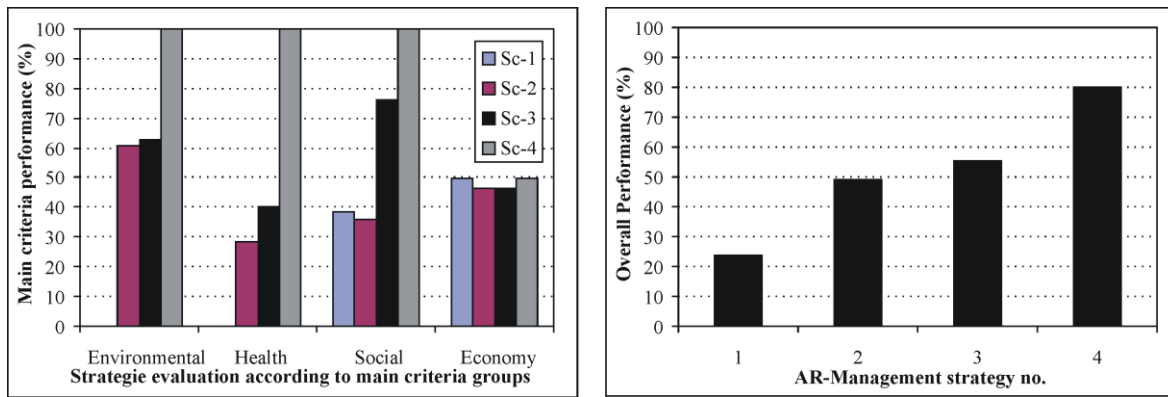 Main criteria performance (%)
100
90
80
70
60
50
40
30
20
10
0
Sc-1
Sc-2
Sc-3
Sc-4
Environmental Health Social Economy
Strategie evaluation according to main criteria groups
Overall Performance (%)
100
90
80
70
60
50
40
30
20
10
0
1 2 3 4
AR-Management strategy no.